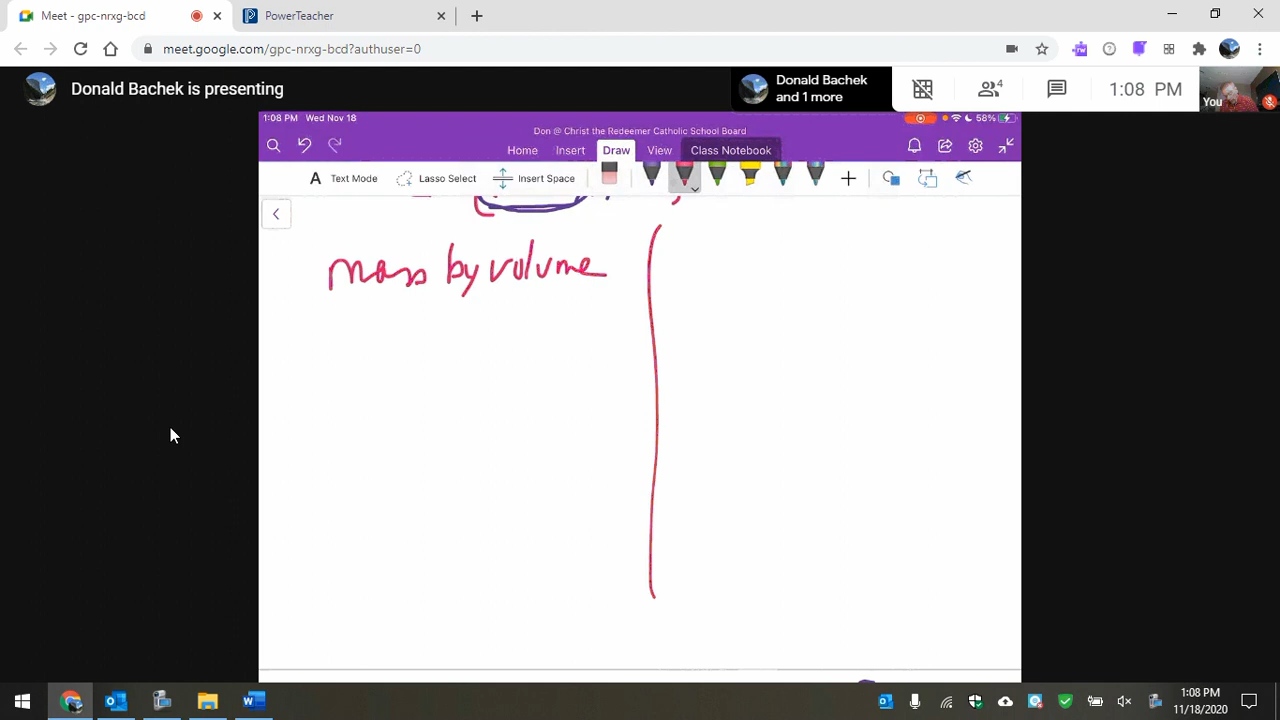 Meet - gpc-nrxg-bcd
PowerTeacher
meet.google.com/gpc-nrxg-bcd?authuser=0
Donald Bachek is presenting
Donald Bachek
and 1 more
4
1:08 PM
You
1:08 PM Wed Nov 18
58%
Don @ Christ the Redeemer Catholic School Board
Home Insert Draw View Class Notebook
A Text Mode Lasso Select Insert Space
mass by volume
1:08 PM
11/18/2020